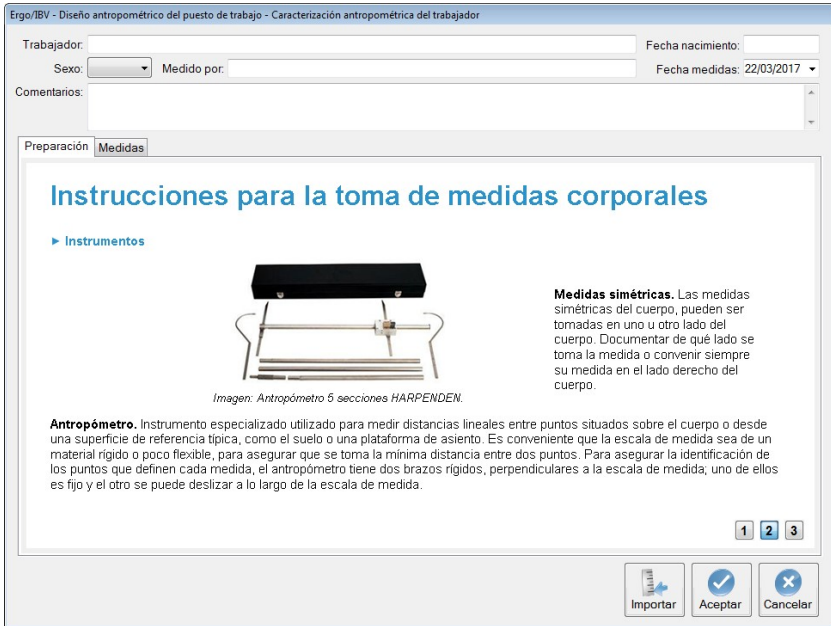 Ergo/IBV - Diseño antropométrico del puesto de trabajo - Caracterización antropométrica del trabajador
Trabajador:
Fecha nacimiento:
Sexo:
Medido por:
Fecha medidas: 22/03/2017
Comentarios:
Preparación
Medidas
Instrucciones para la toma de medidas corporales
Instrumentos
Medidas simétricas. Las medidas
simétricas del cuerpo, pueden ser
tomadas en uno u otro lado del
cuerpo. Documentar de qué lado se
toma la medida o convenir siempre
su medida en el lado derecho del
cuerpo.
Imagen: Antropómetro 5 secciones HARPENDEN.
Antropómetro. Instrumento especializado utilizado para medir distancias lineales entre puntos situados sobre el cuerpo o desde
una superficie de referencia típica, como el suelo o una plataforma de asiento. Es conveniente que la escala de medida sea de un
material rígido o poco flexible, para asegurar que se toma la mínima distancia entre dos puntos. Para asegurar la identificación de
los puntos que definen cada medida, el antropómetro tiene dos brazos rígidos, perpendiculares a la escala de medida; uno de ellos
es fijo y el otro se puede deslizar a lo largo de la escala de medida.
1 2 3
Importar
Aceptar
Cancelar